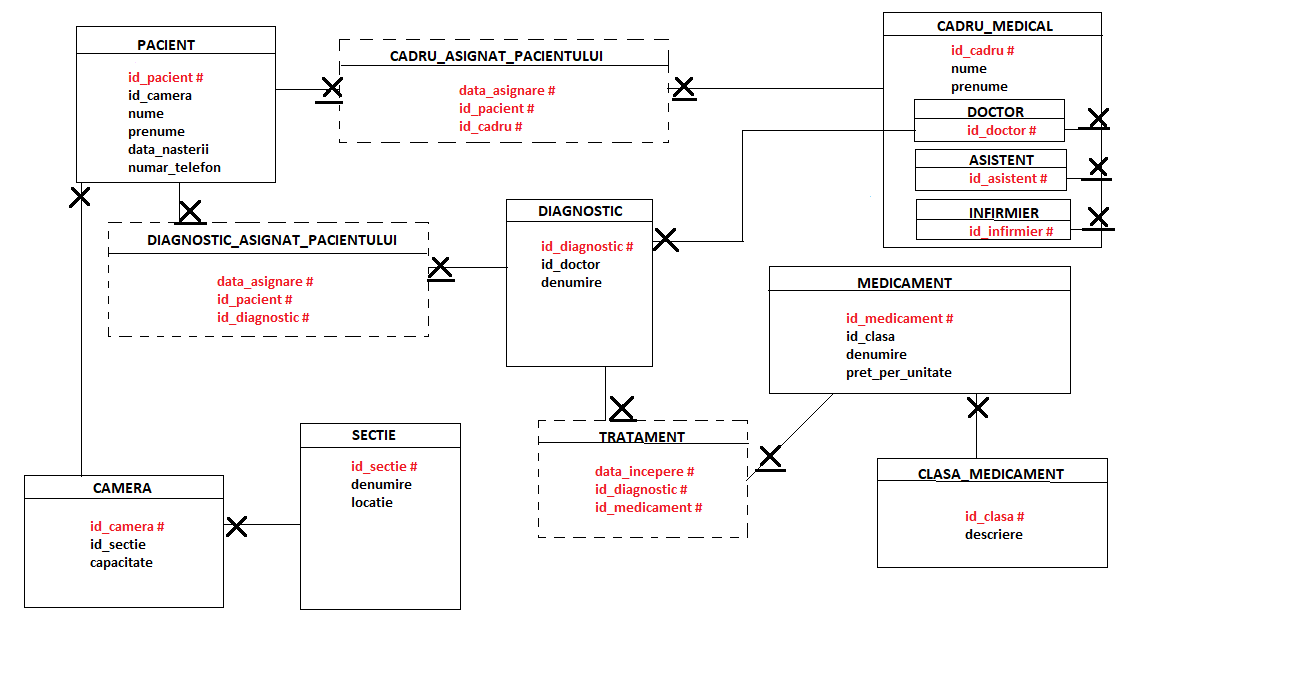 PACIENT
id_pacient #
id_camera
nume
prenume
data_nasterii
numar_telefon
CADRU_ASIGNAT_PACIENTULUI
data_asignare #
id_pacient #
id_cadru #
CADRU_MEDICAL
id_cadru #
nume
prenume
DOCTOR
id_doctor #
ASISTENT
id_asistent #
INFIRMIER
id_infirmier #
DIAGNOSTIC_ASIGNAT_PACIENTULUI
data_asignare #
id_pacient #
id_diagnostic #
DIAGNOSTIC
id_diagnostic #
id_doctor
denumire
MEDICAMENT
id_medicament #
id_clasa
denumire
pret_per_unitate
CAMERA
id_camera #
id_sectie
capacitate
SECTIE
id_sectie #
denumire
locatie
TRATAMENT
data_incepere #
id_diagnostic #
id_medicament #
CLASA_MEDICAMENT
id_clasa #
descriere